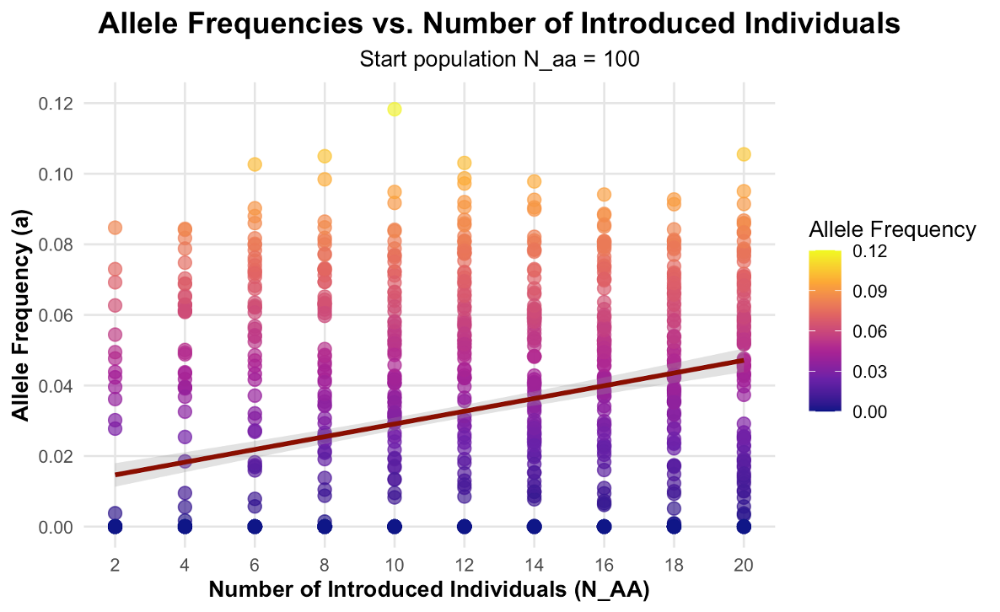 Allele Frequencies vs. Number of Introduced Individuals
Start population N_aa = 100
Allele Frequency (a)
0.12
0.10
0.08
0.06
0.04
0.02
0.00
2 4 6 8 10 12 14 16 18 20
Number of Introduced Individuals (N_AA)
Allele Frequency
0.12
0.09
0.06
0.03
0.00